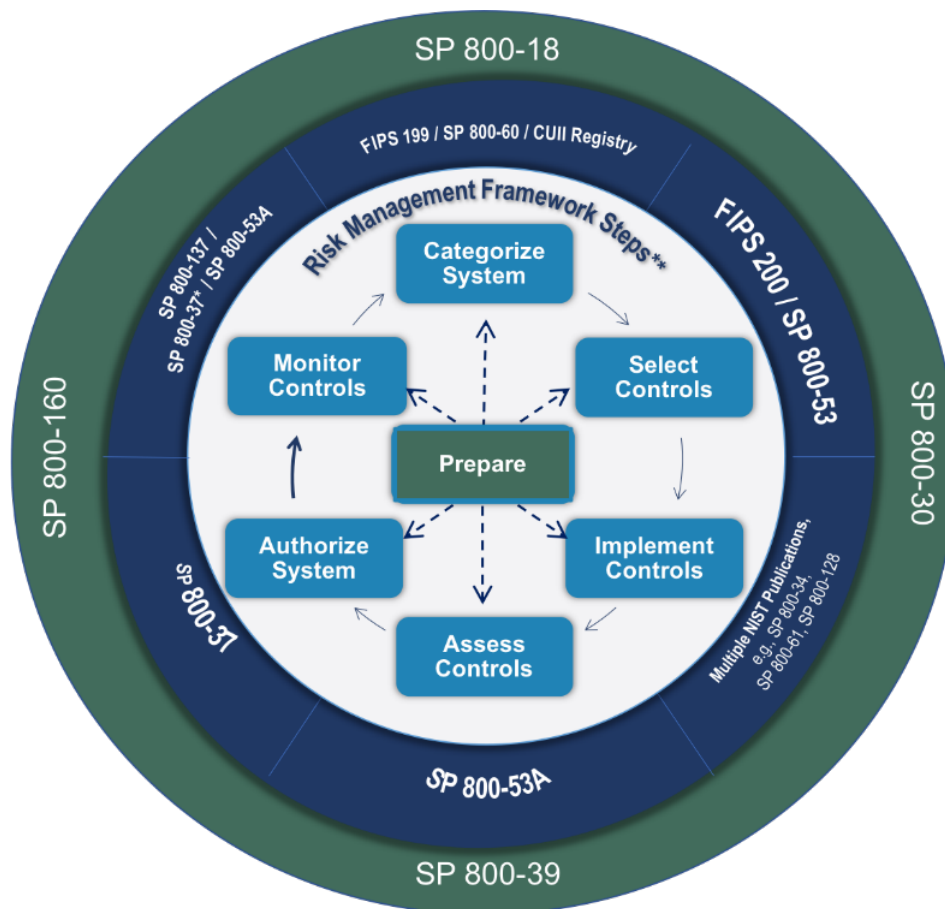 SP 800-18
FIPS 199 / SP 800-60 / CUII Registry
FIPS 200 / SP 800-53
SP 800-137 /
SP 800-37* / SP 800-53A
Risk Management Framework Steps**
Categorize
System
Monitor
Controls
Select
Controls
Prepare
Authorize
System
Implement
Controls
Assess
Controls
SP 800-160
SP 800-30
SP 800-37
Multiple NIST Publications,
e.g., SP 800-34,
SP 800-61, SP 800-128
SP 800-53A
SP 800-39